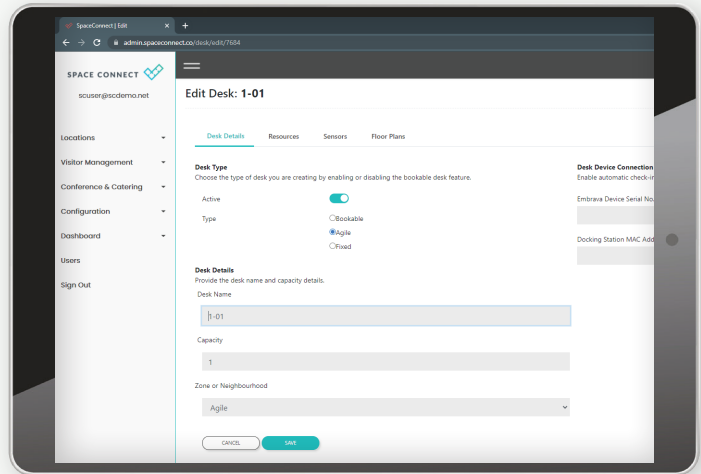 SpaceConnect | Edit
admin.spaceconnect.co/desk/edit/7684
SPACE CONNECT
scuser@scdemo.net
Locations
Visitor Management
Conference & Catering
Configuration
Dashboard
Users
Sign Out
Edit Desk: 1-01
Desk Details Resources Sensors Floor Plans
Desk Type
Choose the type of desk you are creating by enabling or disabling the bookable desk feature.
Active
Type
Bookable
Agile
Fixed
Desk Details
Provide the desk name and capacity details.
Desk Name
1-01
Capacity
1
Zone or Neighbourhood
Agile
CANCEL SAVE
Desk Device Connection
Enable automatic check-in
Embrava Device Serial No.
Docking Station MAC Add